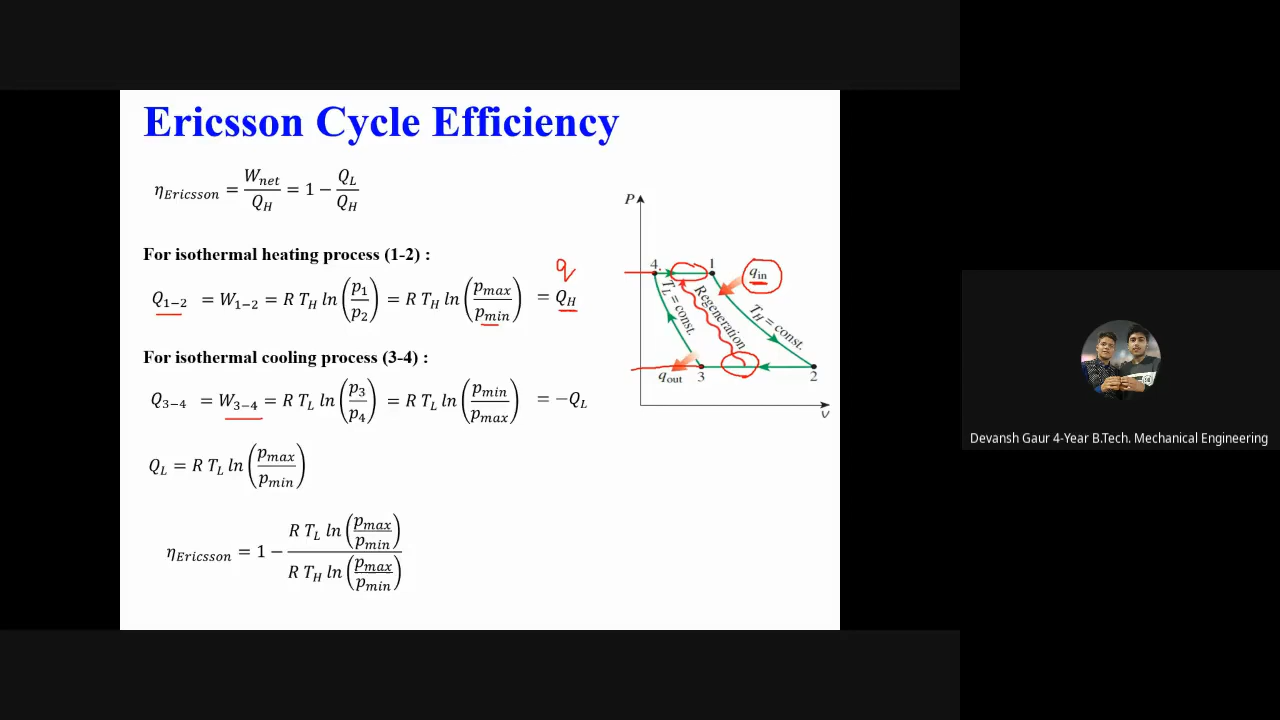 Ericsson Cycle Efficiency
η_Ericsson = W_net / Q_H = 1 − Q_L / Q_H
For isothermal heating process (1-2) :
q
Q_1−2 = W_1−2 = R T_H ln (p_1 / p_2) = R T_H ln (p_max / p_min) = Q_H
For isothermal cooling process (3-4) :
Q_3−4 = W_3−4 = R T_L ln (p_3 / p_4) = R T_L ln (p_min / p_max) = −Q_L
Q_L = R T_L ln (p_max / p_min)
η_Ericsson = 1 − R T_L ln (p_max / p_min) / R T_H ln (p_max / p_min)
P
4
1
q_in
T_L = const.
Regeneration
T_H = const.
q_out
3
2
v
Devansh Gaur 4-Year B.Tech. Mechanical Engineering